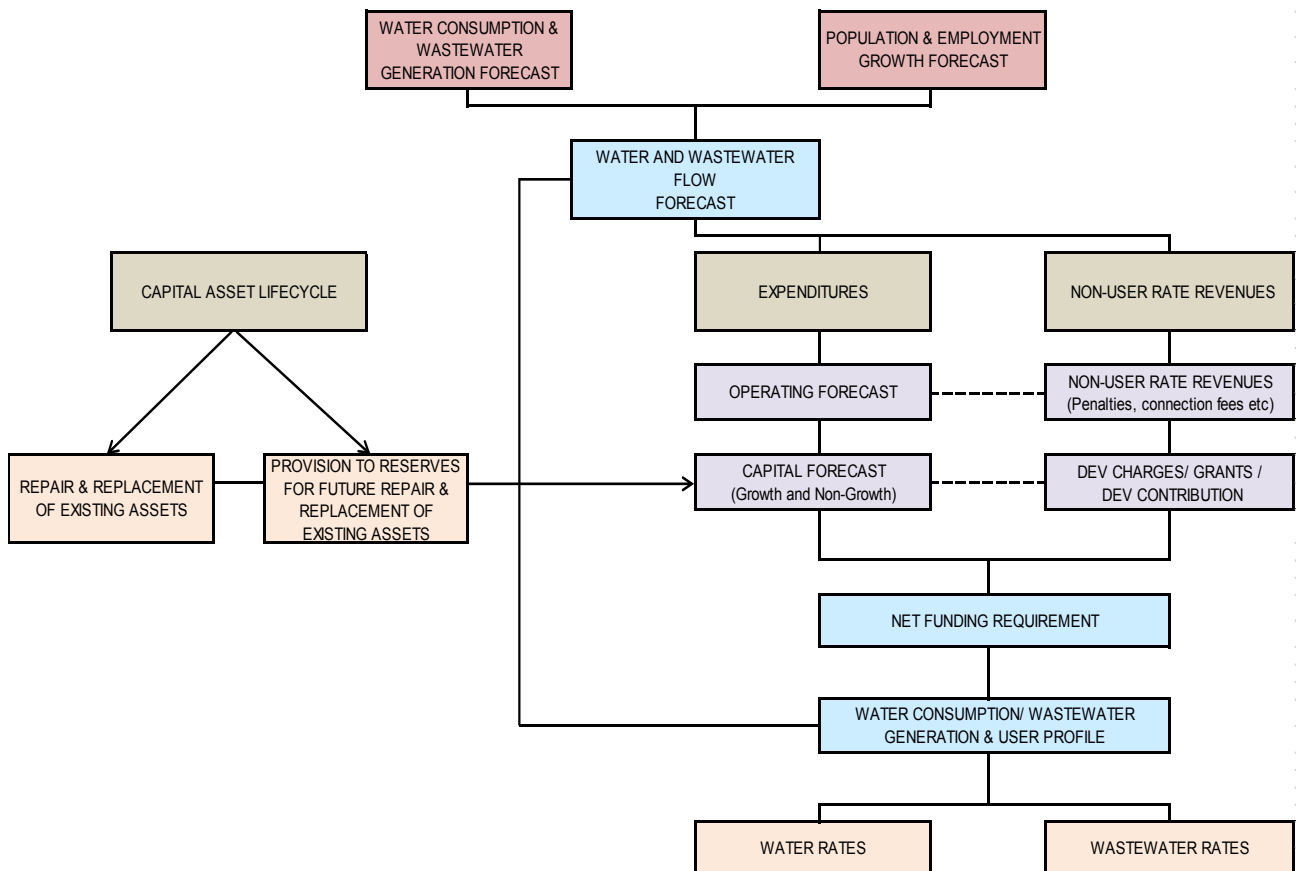 WATER CONSUMPTION &
WASTEWATER
GENERATION FORECAST
POPULATION & EMPLOYMENT
GROWTH FORECAST
WATER AND WASTEWATER
FLOW
FORECAST
CAPITAL ASSET LIFECYCLE
EXPENDITURES
NON-USER RATE REVENUES
OPERATING FORECAST
NON-USER RATE REVENUES
(Penalties, connection fees etc)
REPAIR & REPLACEMENT
OF EXISTING ASSETS
PROVISION TO RESERVES
FOR FUTURE REPAIR &
REPLACEMENT OF
EXISTING ASSETS
CAPITAL FORECAST
(Growth and Non-Growth)
DEV CHARGES/ GRANTS /
DEV CONTRIBUTION
NET FUNDING REQUIREMENT
WATER CONSUMPTION/ WASTEWATER
GENERATION & USER PROFILE
WATER RATES
WASTEWATER RATES